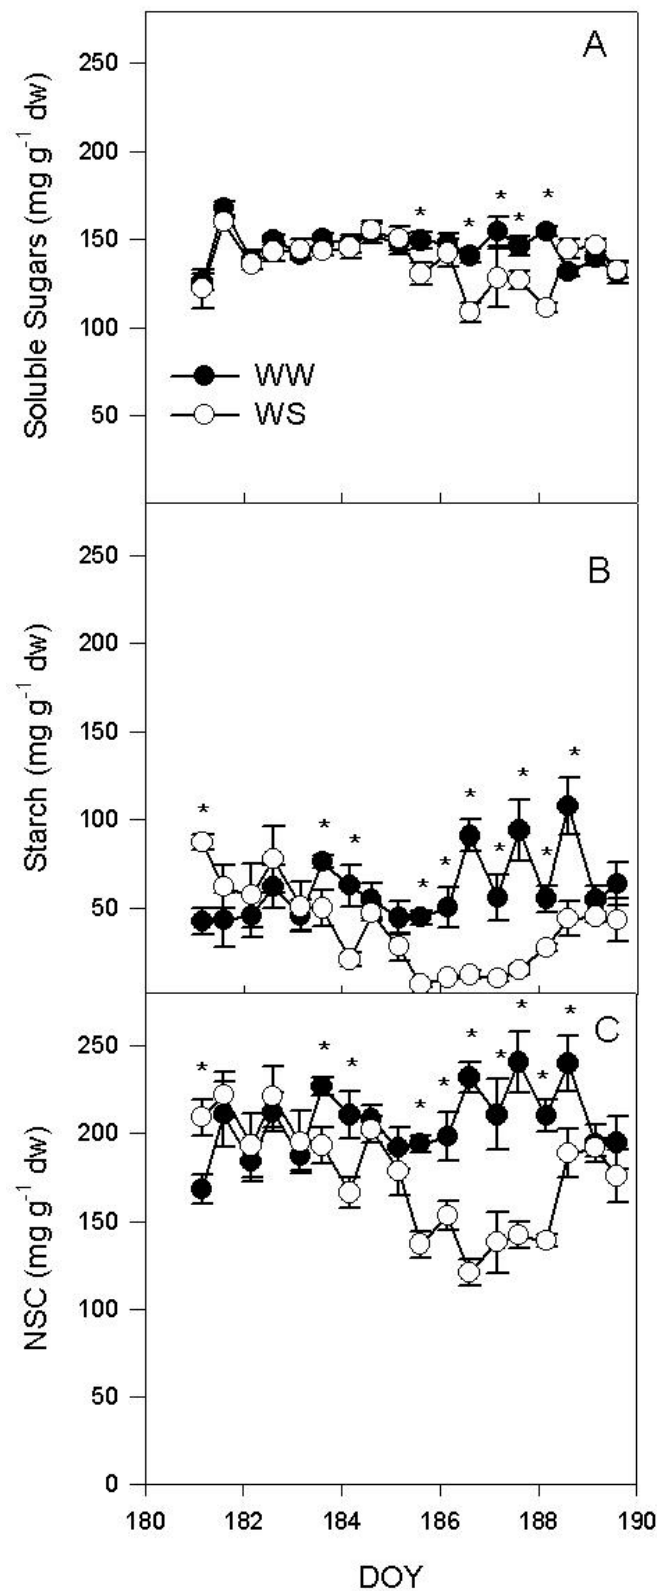 A
250
200
150
100
50
Soluble Sugars (mg g⁻¹ dw)
* * * * *
WW
WS
B
250
200
150
100
50
Starch (mg g⁻¹ dw)
* * * * * * * * * *
C
250
200
150
100
50
0
NSC (mg g⁻¹ dw)
* * * * * * * * * *
180 182 184 186 188 190
DOY